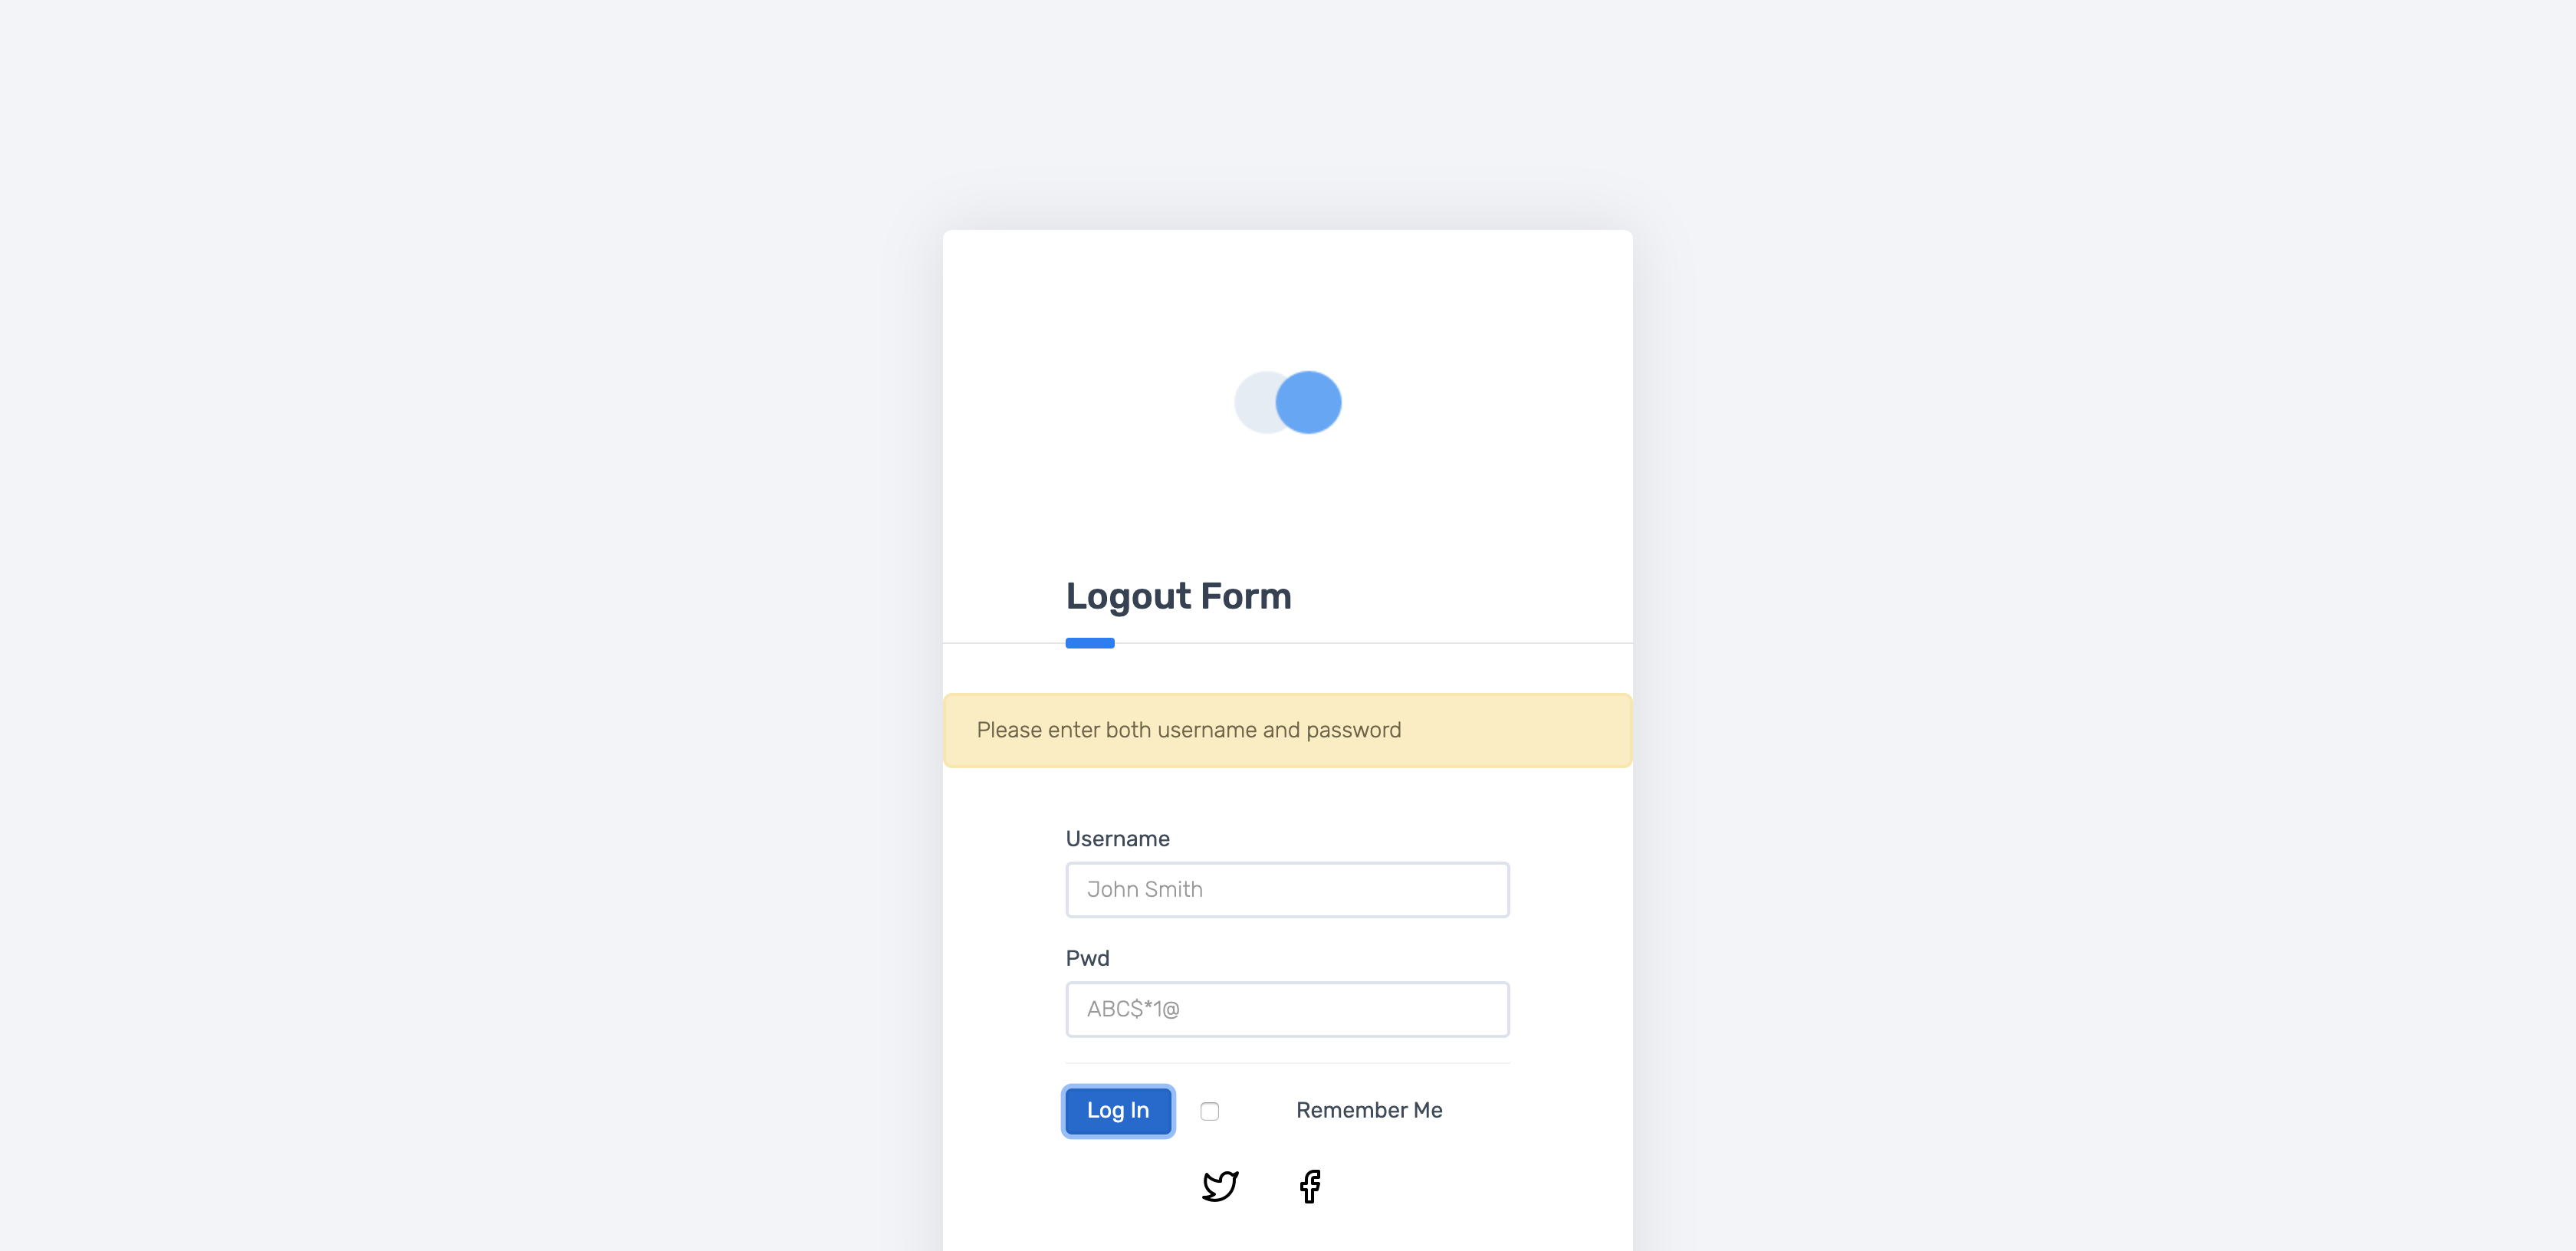 Logout Form
Please enter both username and password
Username
John Smith
Pwd
ABC$*1@
Log In
Remember Me